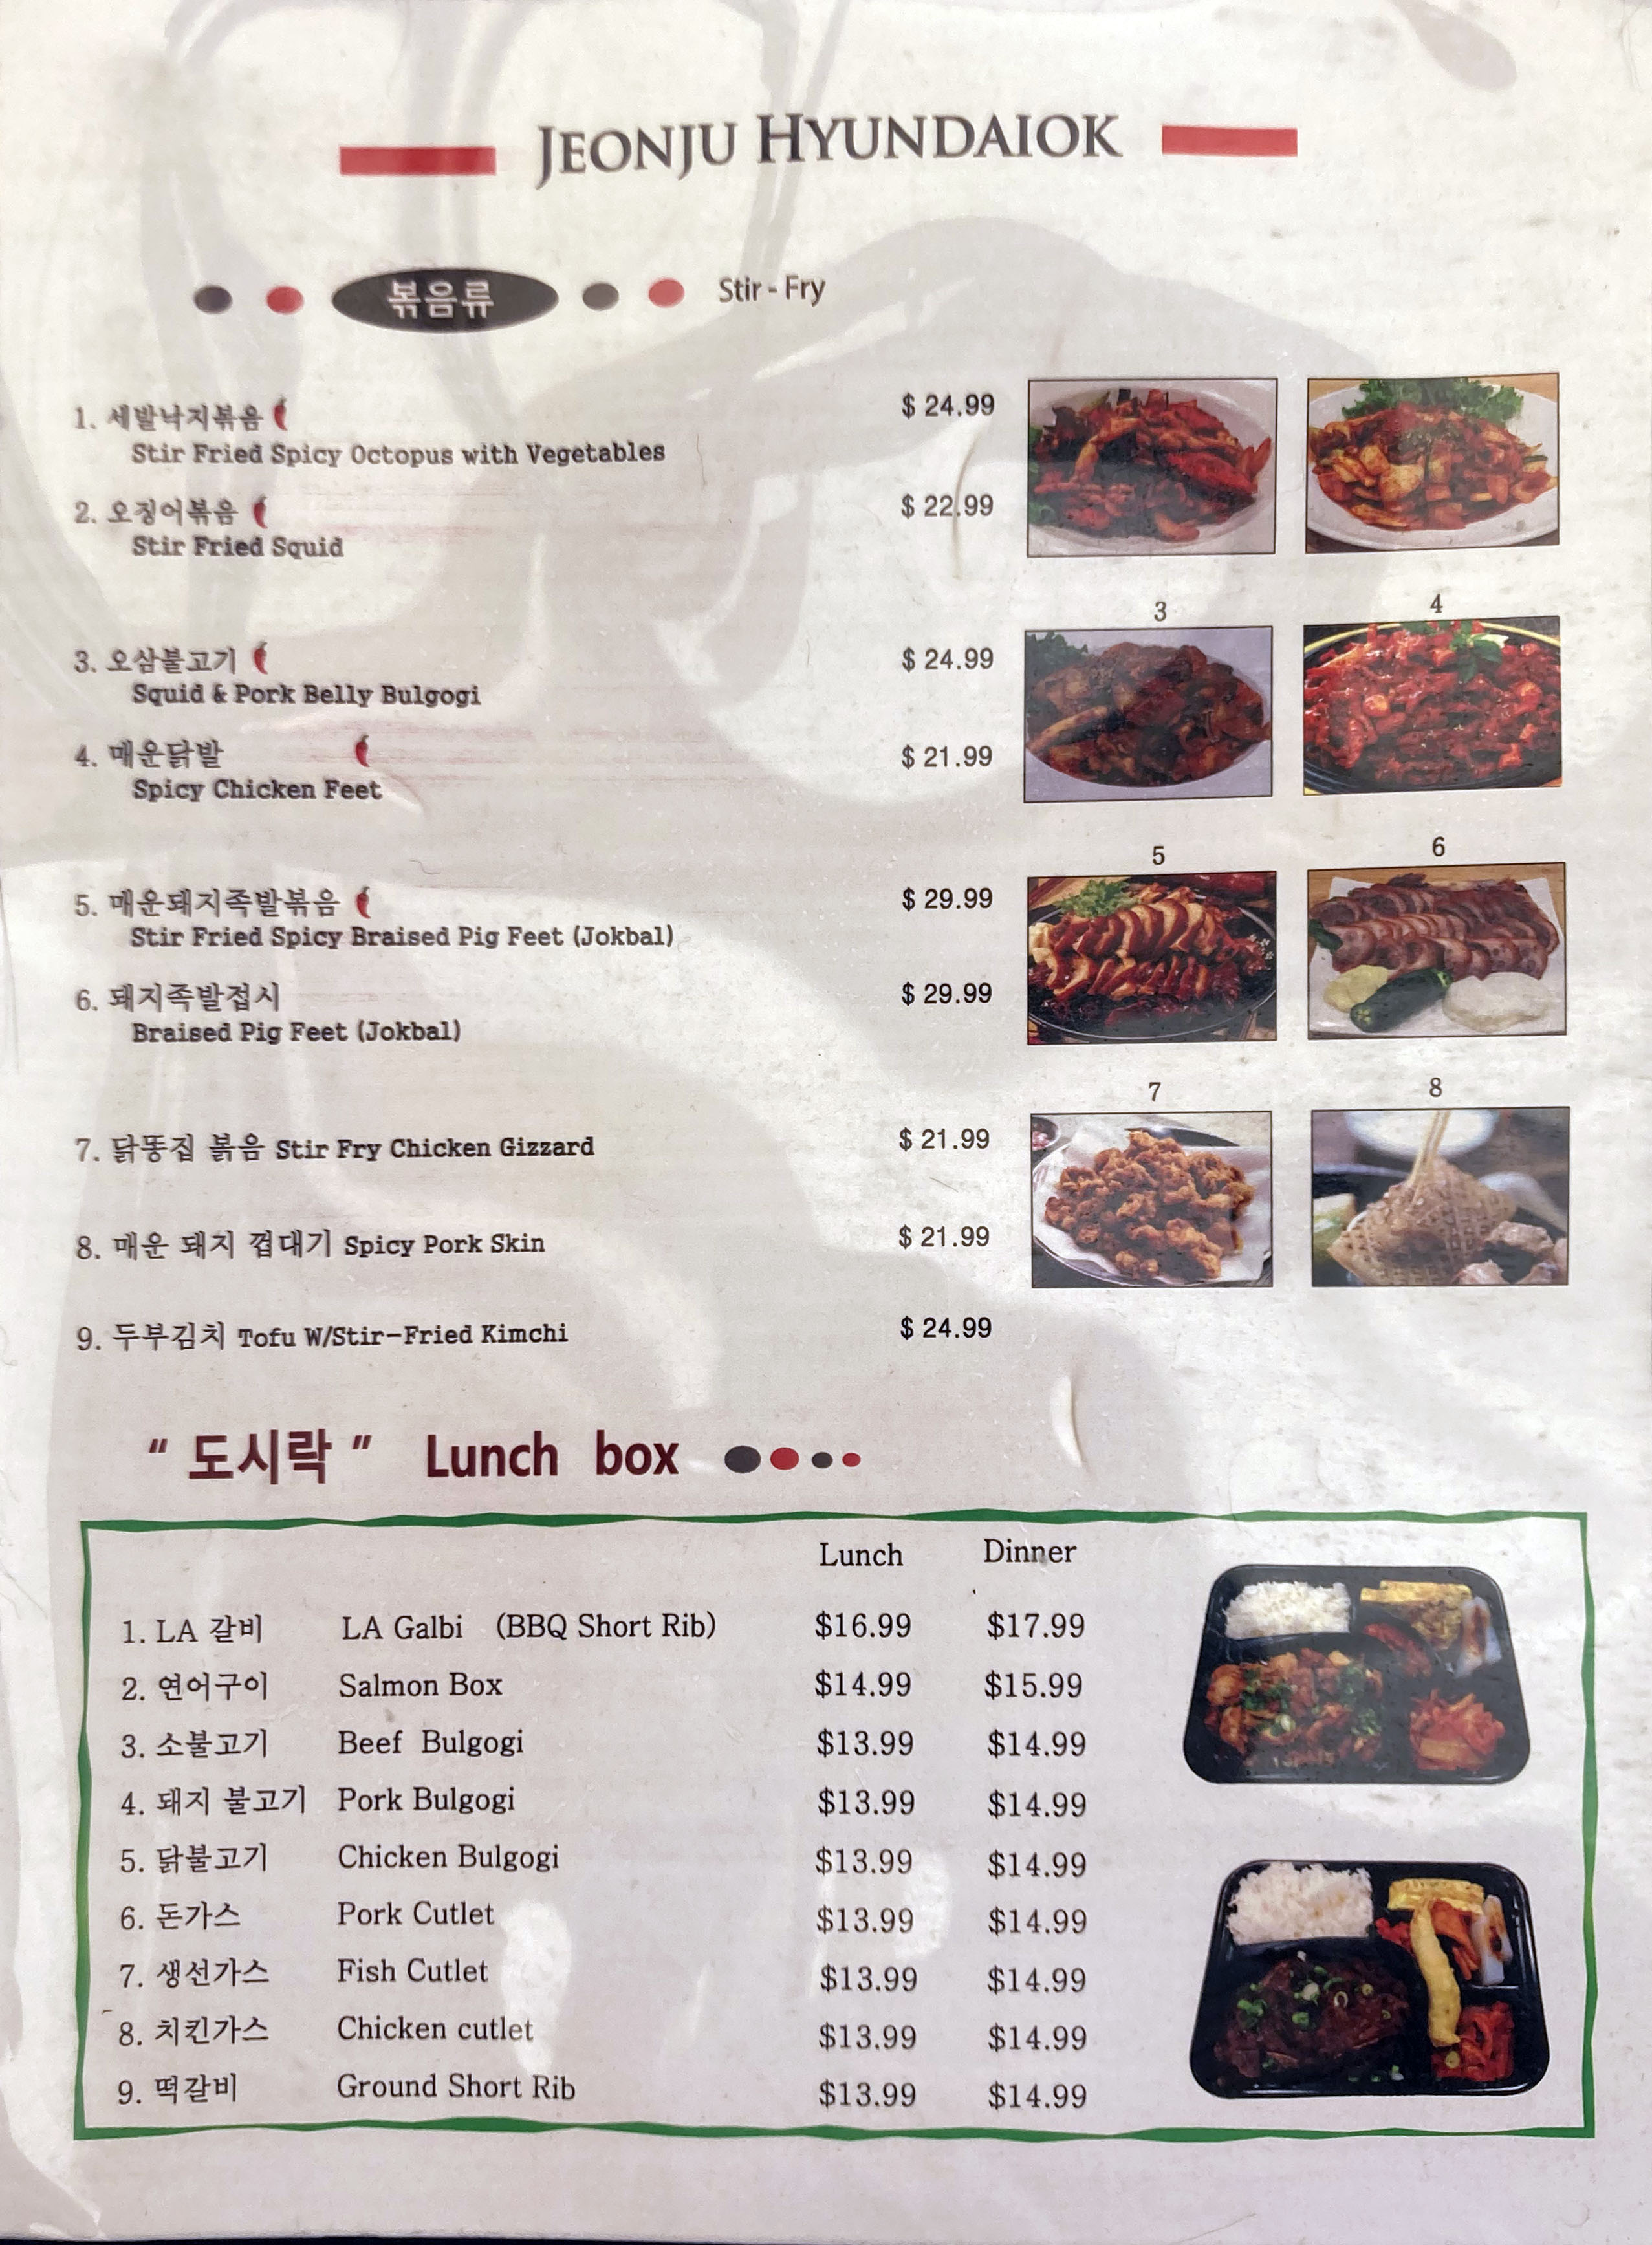 JEONJU HYUNDAIOK
볶음류 Stir - Fry
1. 세발낙지볶음 $ 24.99
Stir Fried Spicy Octopus with Vegetables
2. 오징어볶음 $ 22.99
Stir Fried Squid
3 4
3. 오삼불고기 $ 24.99
Squid & Pork Belly Bulgogi
4. 매운닭발 $ 21.99
Spicy Chicken Feet
5 6
5. 매운돼지족발볶음 $ 29.99
Stir Fried Spicy Braised Pig Feet (Jokbal)
6. 돼지족발접시 $ 29.99
Braised Pig Feet (Jokbal)
7 8
7. 닭똥집 볶음 Stir Fry Chicken Gizzard $ 21.99
8. 매운 돼지 껍대기 Spicy Pork Skin $ 21.99
9. 두부김치 Tofu W/Stir-Fried Kimchi $ 24.99
" 도시락 " Lunch box
Lunch Dinner
1. LA 갈비 LA Galbi (BBQ Short Rib) $16.99 $17.99
2. 연어구이 Salmon Box $14.99 $15.99
3. 소불고기 Beef Bulgogi $13.99 $14.99
4. 돼지 불고기 Pork Bulgogi $13.99 $14.99
5. 닭불고기 Chicken Bulgogi $13.99 $14.99
6. 돈가스 Pork Cutlet $13.99 $14.99
7. 생선가스 Fish Cutlet $13.99 $14.99
8. 치킨가스 Chicken cutlet $13.99 $14.99
9. 떡갈비 Ground Short Rib $13.99 $14.99